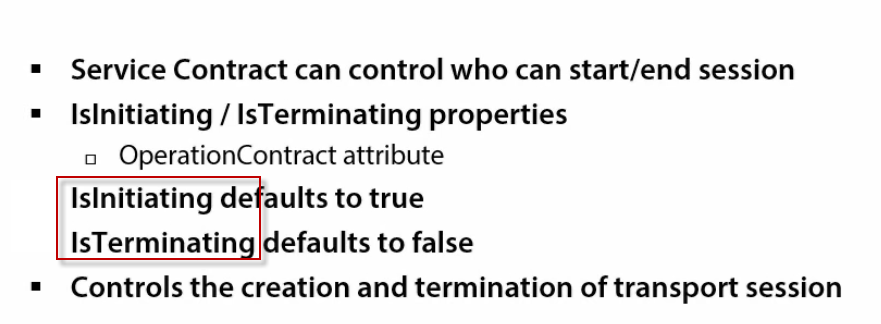 Service Contract can control who can start/end session
IsInitiating / IsTerminating properties
OperationContract attribute
IsInitiating defaults to true
IsTerminating defaults to false
Controls the creation and termination of transport session